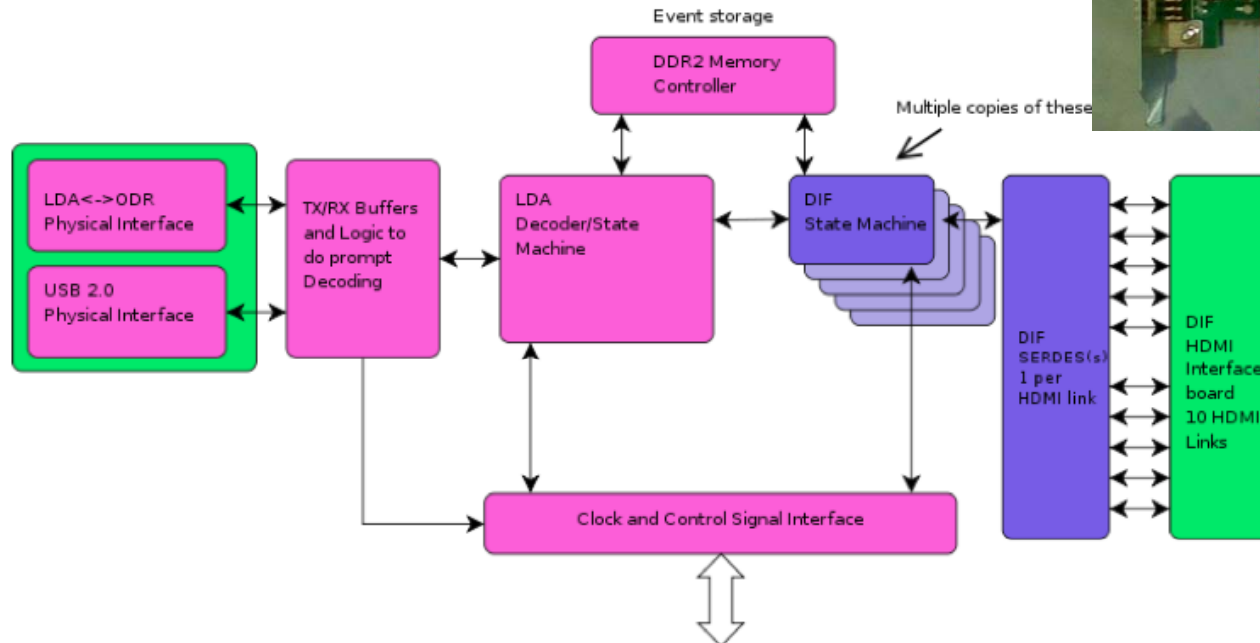 Event storage
DDR2 Memory
Controller
Multiple copies of these
LDA<->ODR
Physical Interface
USB 2.0
Physical Interface
TX/RX Buffers
and Logic to
do prompt
Decoding
LDA
Decoder/State
Machine
DIF
State Machine
DIF
SERDES(s)
1 per
HDMI link
DIF
HDMI
Interface
board
10 HDMI
Links
Clock and Control Signal Interface